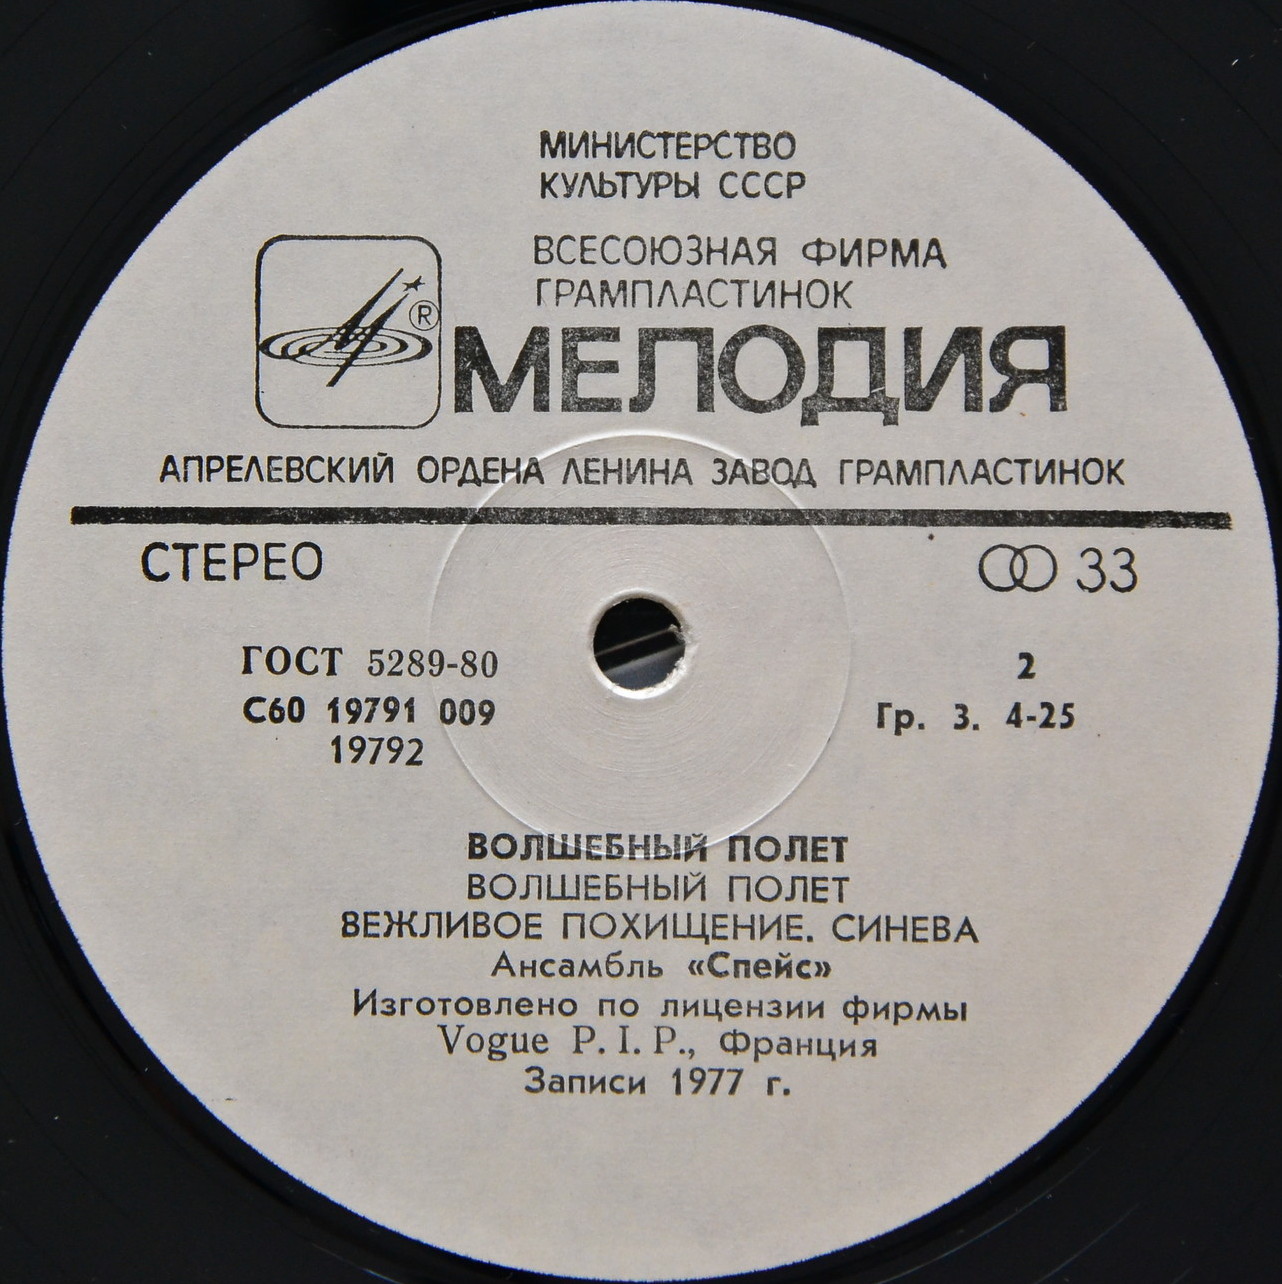 МИНИСТЕРСТВО
КУЛЬТУРЫ СССР
ВСЕСОЮЗНАЯ ФИРМА
ГРАМПЛАСТИНОК
®
МЕЛОДИЯ
АПРЕЛЕВСКИЙ ОРДЕНА ЛЕНИНА ЗАВОД ГРАМПЛАСТИНОК
СТЕРЕО 33
ГОСТ 5289-80 2
С60 19791 009 Гр. 3. 4-25
19792
ВОЛШЕБНЫЙ ПОЛЕТ
ВОЛШЕБНЫЙ ПОЛЕТ
ВЕЖЛИВОЕ ПОХИЩЕНИЕ. СИНЕВА
Ансамбль «Спейс»
Изготовлено по лицензии фирмы
Vogue P. I. P., Франция
Записи 1977 г.